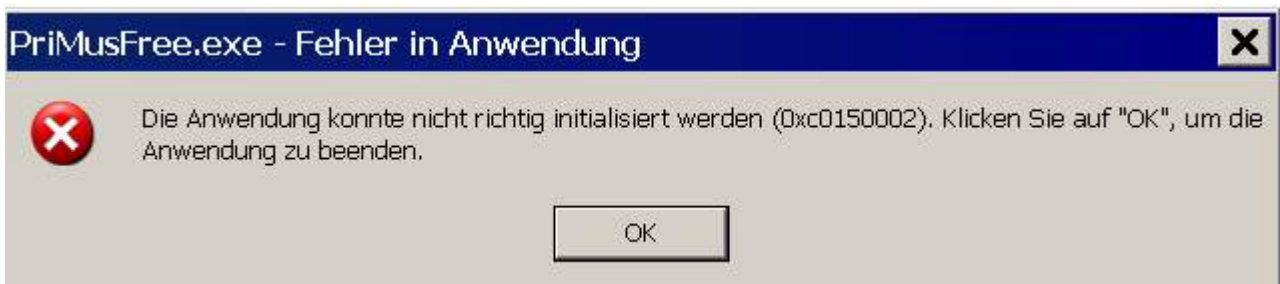 PriMusFree.exe - Fehler in Anwendung
Die Anwendung konnte nicht richtig initialisiert werden (0xc0150002). Klicken Sie auf "OK", um die
Anwendung zu beenden.
OK